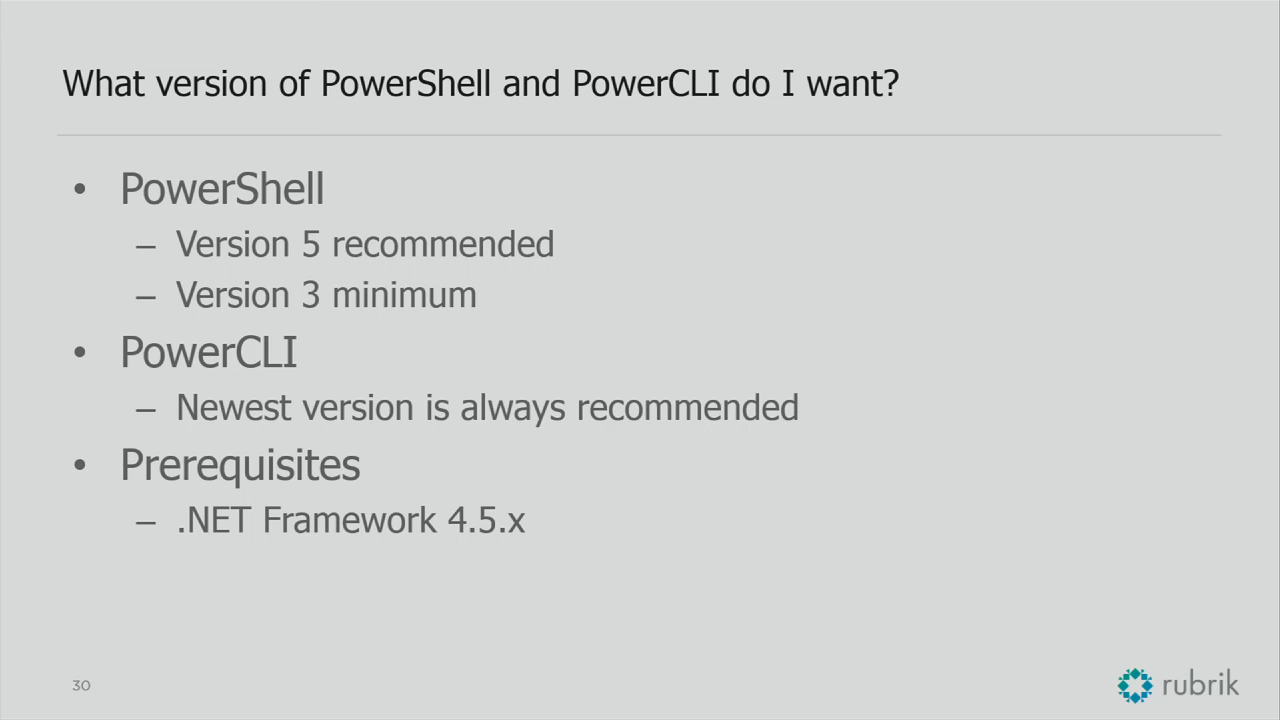 What version of PowerShell and PowerCLI do I want?
• PowerShell
– Version 5 recommended
– Version 3 minimum
• PowerCLI
– Newest version is always recommended
• Prerequisites
– .NET Framework 4.5.x
30
rubrik